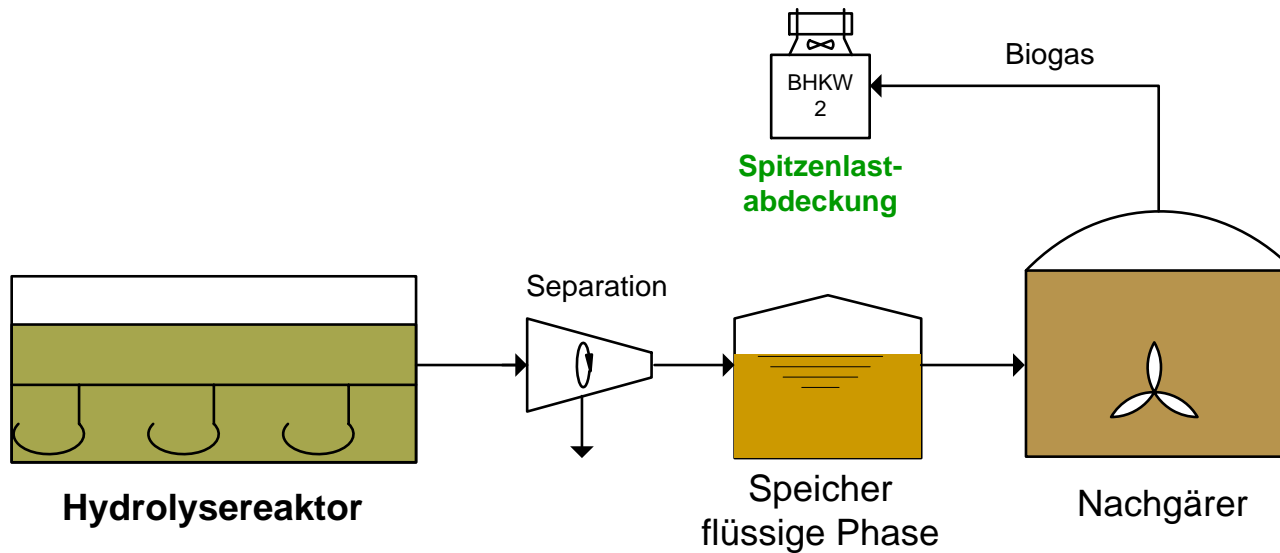 BHKW
2
Biogas
Spitzenlast-
abdeckung
Separation
Hydrolysereaktor
Speicher
flüssige Phase
Nachgärer